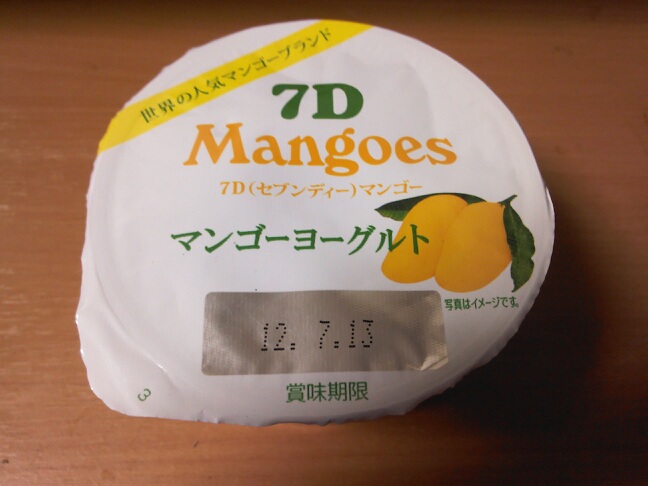 世界の人気マンゴーブランド
7D
Mangoes
7D(セブンディー)マンゴー
マンゴーヨーグルト
写真はイメージです。
12. 7.13
賞味期限
3